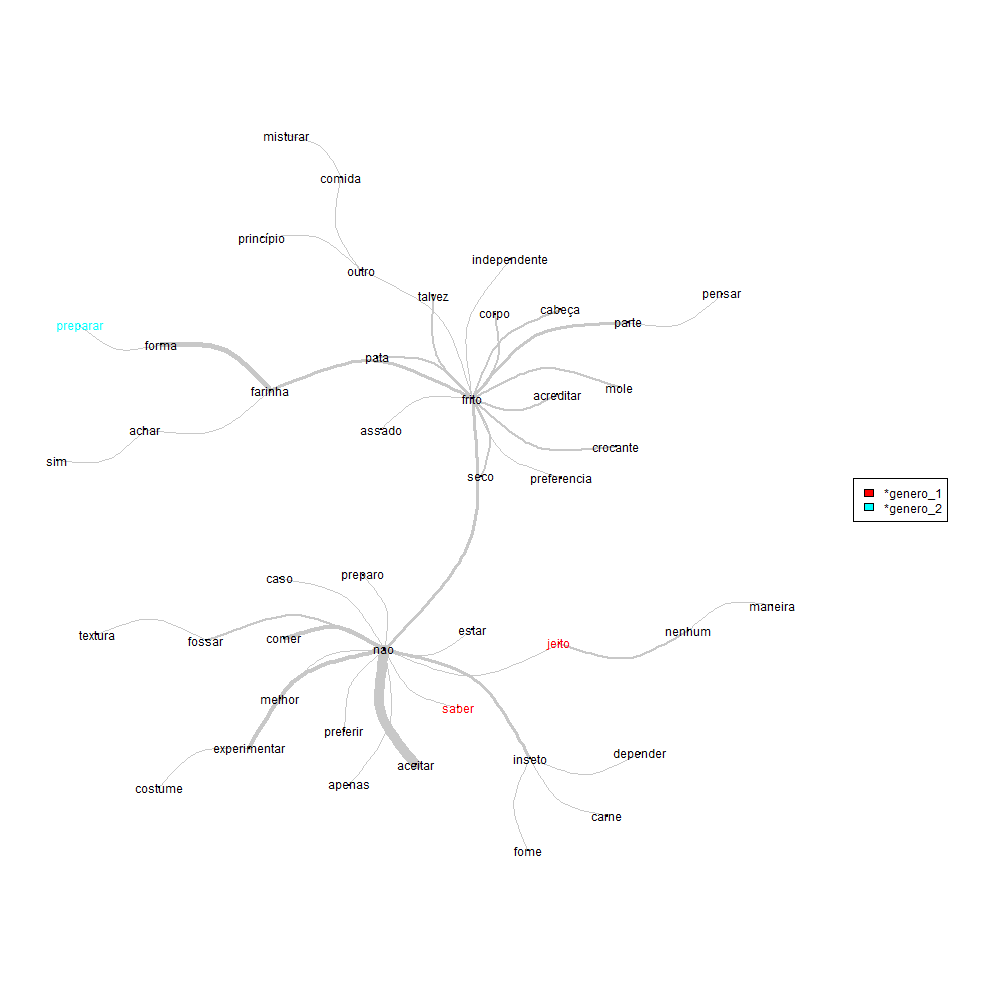 misturar
comida
princípio
independente
outro
pensar
talvez
cabeça
corpo
parte
preparar
forma
pata
mole
farinha
acreditar
frito
achar
assado
crocante
sim
seco
preferencia
*genero_1
*genero_2
preparo
caso
maneira
estar
nenhum
textura
comer
fossar
jeito
não
melhor
saber
preferir
experimentar
depender
inseto
aceitar
apenas
costume
carne
fome